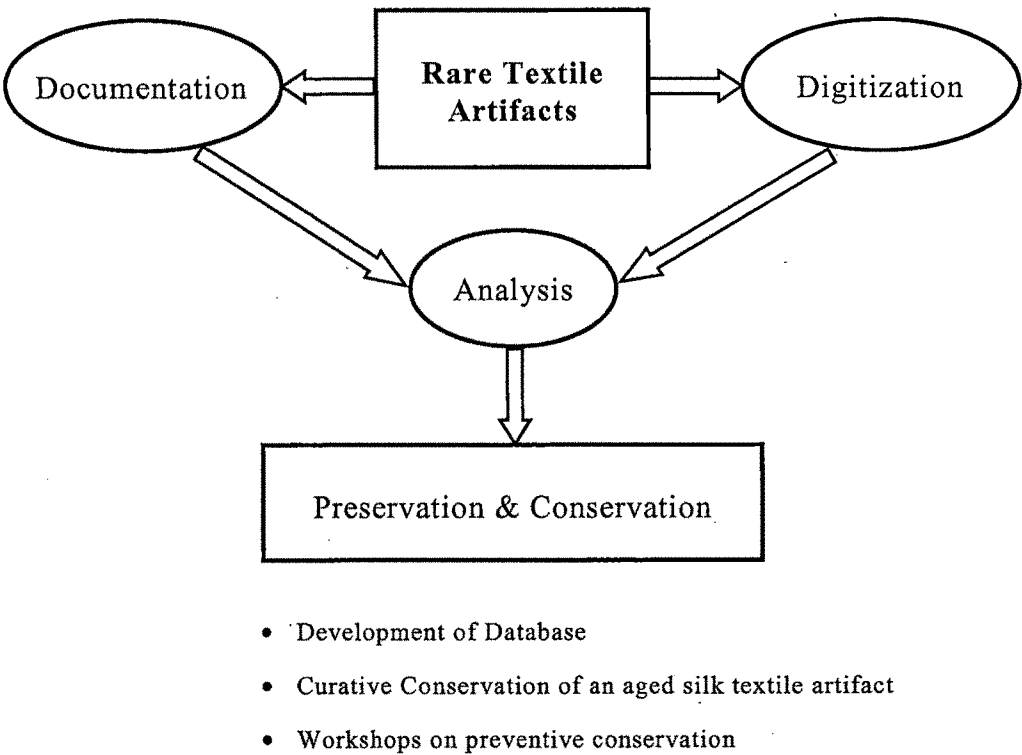 Documentation
Rare Textile
Artifacts
Digitization
Analysis
Preservation & Conservation
• Development of Database
• Curative Conservation of an aged silk textile artifact
• Workshops on preventive conservation